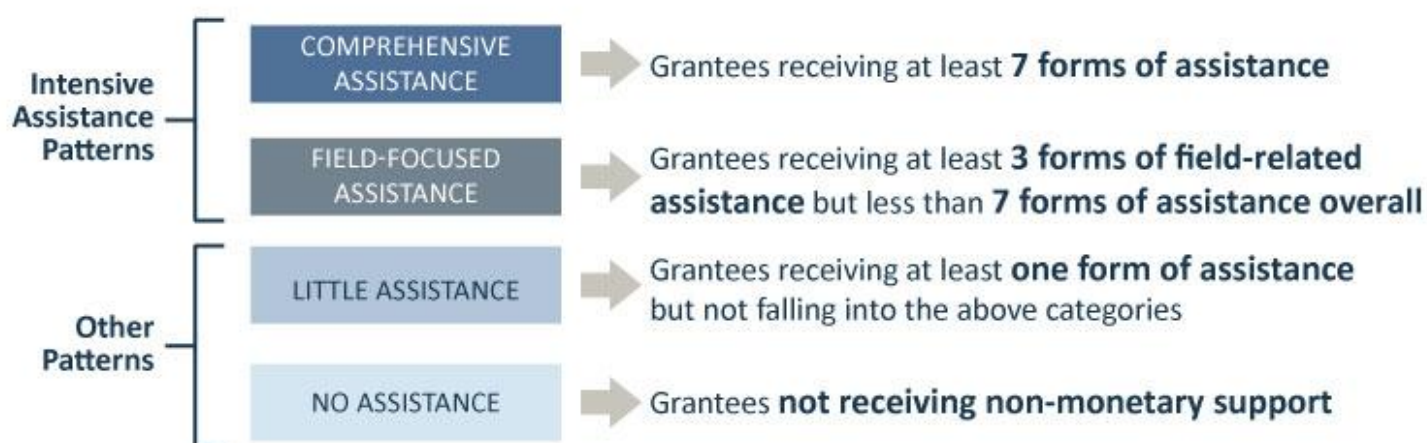 Intensive
Assistance
Patterns
COMPREHENSIVE
ASSISTANCE
Grantees receiving at least 7 forms of assistance
FIELD-FOCUSED
ASSISTANCE
Grantees receiving at least 3 forms of field-related
assistance but less than 7 forms of assistance overall
Other
Patterns
LITTLE ASSISTANCE
Grantees receiving at least one form of assistance
but not falling into the above categories
NO ASSISTANCE
Grantees not receiving non-monetary support